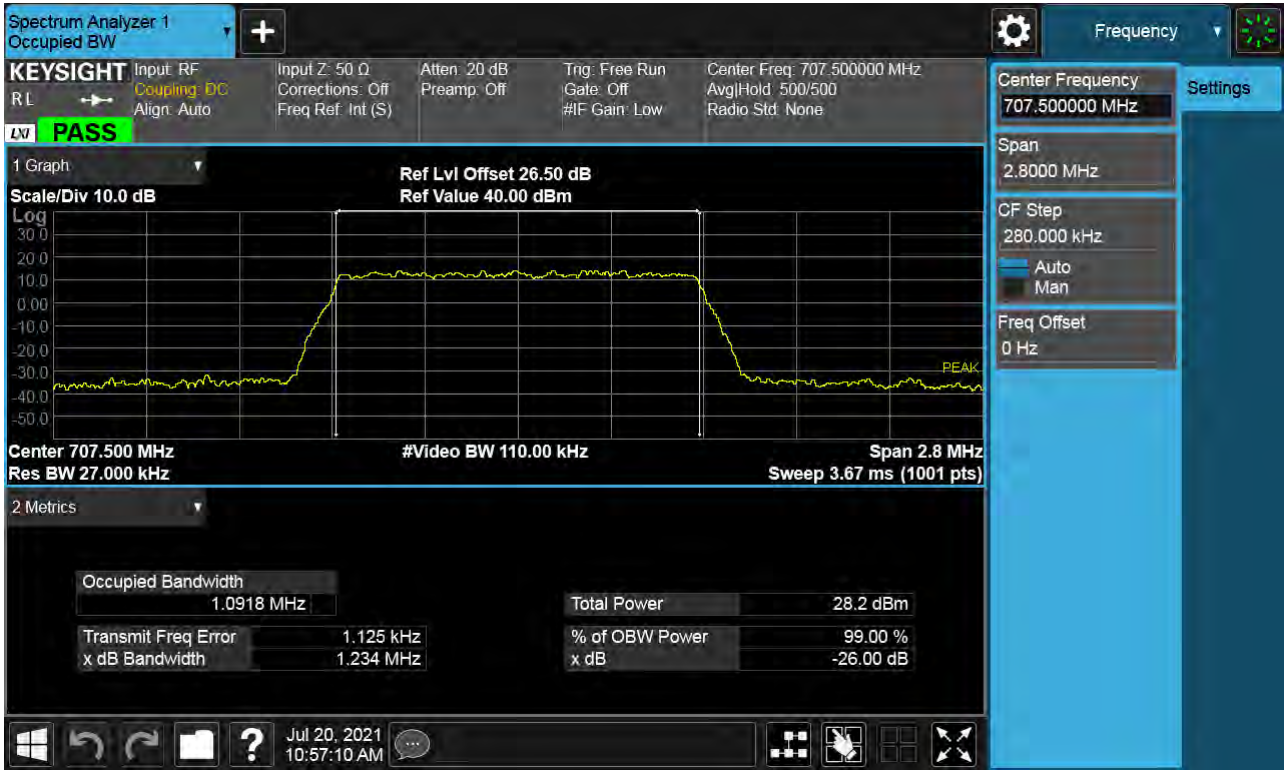 Spectrum Analyzer 1
Occupied BW
+
Frequency
KEYSIGHT
RL
LXI
PASS
Input: RF
Coupling: DC
Align: Auto
Input Z: 50 Ω
Corrections: Off
Freq Ref: Int (S)
Atten: 20 dB
Preamp: Off
Trig: Free Run
Gate: Off
#IF Gain: Low
Center Freq: 707.500000 MHz
Avg|Hold: 500/500
Radio Std: None
Center Frequency
707.500000 MHz
Settings
Span
2.8000 MHz
CF Step
280.000 kHz
Auto
Man
Freq Offset
0 Hz
1 Graph
Scale/Div 10.0 dB
Ref Lvl Offset 26.50 dB
Ref Value 40.00 dBm
Log
30.0
20.0
10.0
0.00
-10.0
-20.0
-30.0
-40.0
-50.0
PEAK
Center 707.500 MHz
#Video BW 110.00 kHz
Span 2.8 MHz
Res BW 27.000 kHz
Sweep 3.67 ms (1001 pts)
2 Metrics
Occupied Bandwidth
1.0918 MHz
Total Power 28.2 dBm
Transmit Freq Error 1.125 kHz
% of OBW Power 99.00 %
x dB Bandwidth 1.234 MHz
x dB -26.00 dB
?
Jul 20, 2021
10:57:10 AM